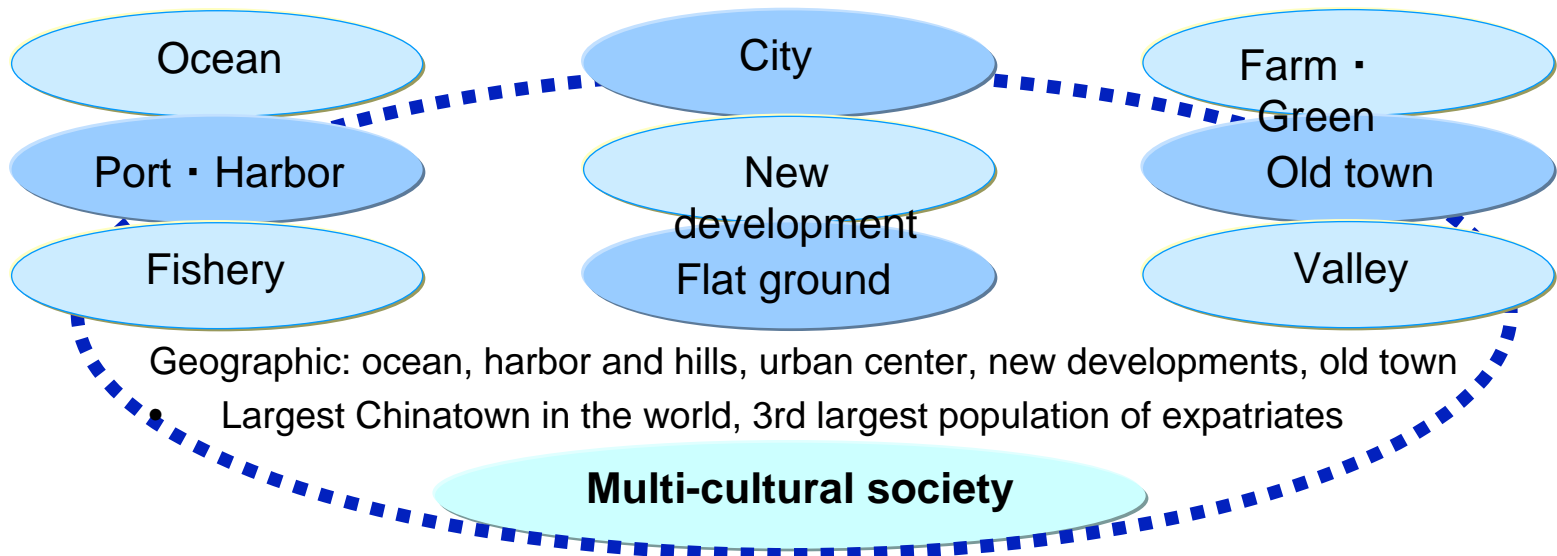 Ocean
City
Farm・
Green
Port・Harbor
New
development
Old town
Fishery
Flat ground
Valley
Geographic: ocean, harbor and hills, urban center, new developments, old town
• Largest Chinatown in the world, 3rd largest population of expatriates
Multi-cultural society